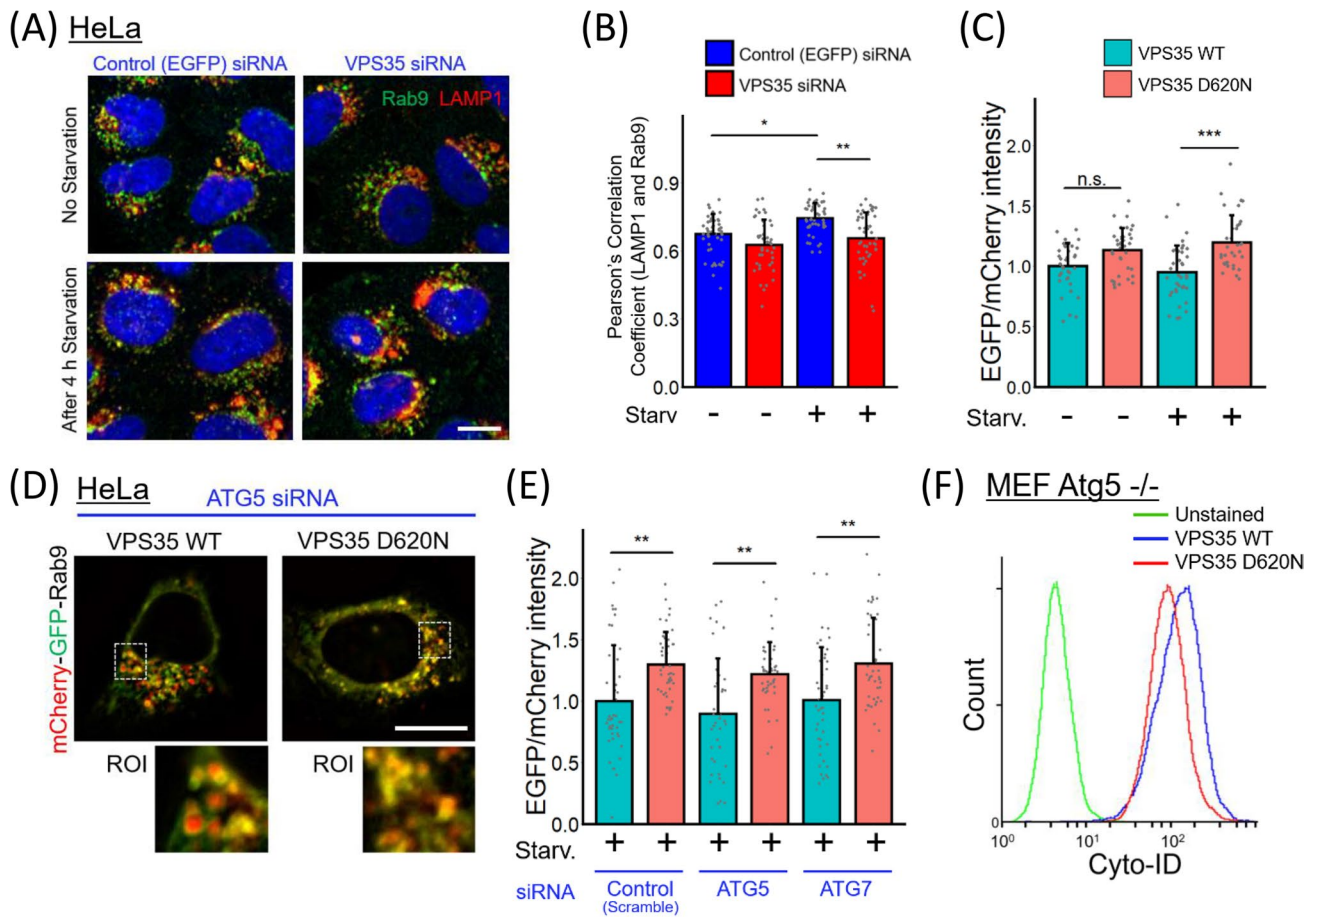 (A) HeLa
Control (EGFP) siRNA
VPS35 siRNA
Rab9 LAMP1
No Starvation
After 4 h Starvation
(B)
Control (EGFP) siRNA
VPS35 siRNA
Pearson's Correlation
Coefficient (LAMP1 and Rab9)
0.9
0.6
0.3
0.0
*
**
Starv - - + +
(C)
VPS35 WT
VPS35 D620N
EGFP/mCherry intensity
2.0
1.5
1.0
0.5
0.0
n.s.
***
Starv. - - + +
(D) HeLa
ATG5 siRNA
VPS35 WT
VPS35 D620N
mCherry-GFP-Rab9
ROI
ROI
(E)
EGFP/mCherry intensity
2.0
1.5
1.0
0.5
0.0
**
**
**
Starv. + + + + + +
siRNA Control ATG5 ATG7
(Scramble)
(F) MEF Atg5 -/-
Unstained
VPS35 WT
VPS35 D620N
Count
0
10⁰ 10¹ 10²
Cyto-ID